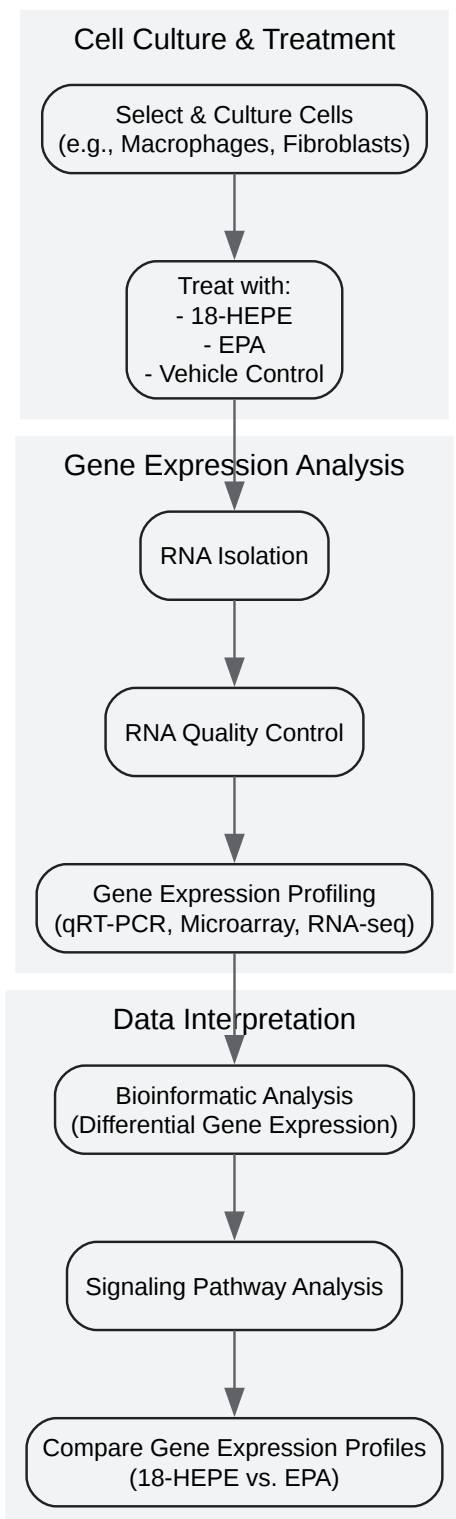 Cell Culture & Treatment
Select & Culture Cells
(e.g., Macrophages, Fibroblasts)
Treat with:
- 18-HEPE
- EPA
- Vehicle Control
Gene Expression Analysis
RNA Isolation
RNA Quality Control
Gene Expression Profiling
(qRT-PCR, Microarray, RNA-seq)
Data Interpretation
Bioinformatic Analysis
(Differential Gene Expression)
Signaling Pathway Analysis
Compare Gene Expression Profiles
(18-HEPE vs. EPA)